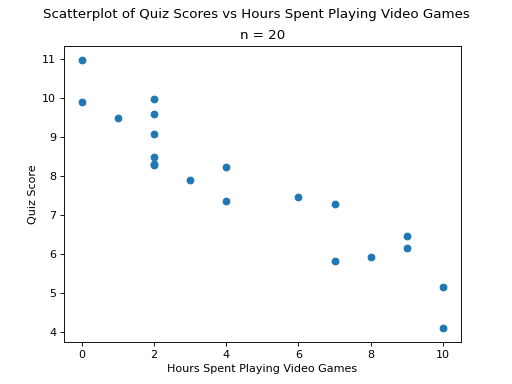 Scatterplot of Quiz Scores vs Hours Spent Playing Video Games
n = 20
11
10
9
8
7
6
5
4
Quiz Score
0 2 4 6 8 10
Hours Spent Playing Video Games